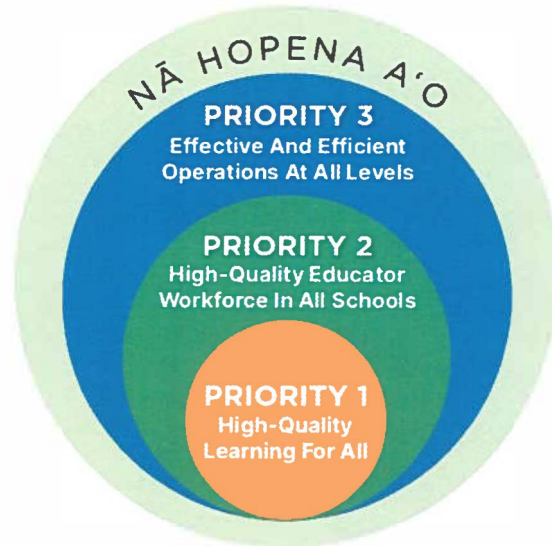 NĀ HOPENA A‘O
PRIORITY 3
Effective And Efficient
Operations At All Levels
PRIORITY 2
High-Quality Educator
Workforce In All Schools
PRIORITY 1
High-Quality
Learning For All